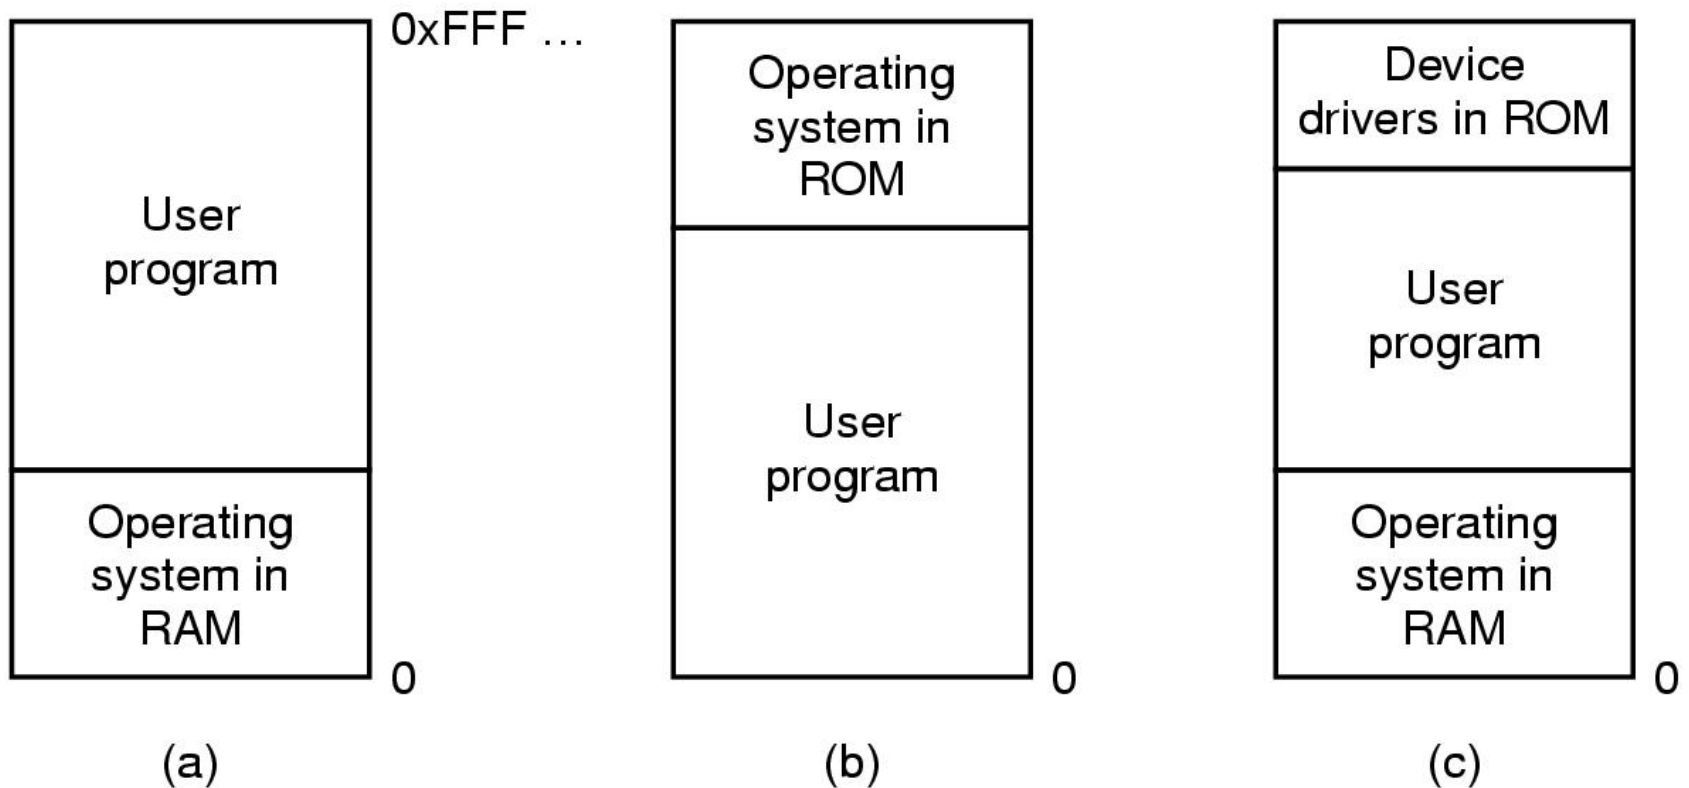 0xFFF ...
User
program
Operating
system in
RAM
0
(a)
Operating
system in
ROM
User
program
0
(b)
Device
drivers in ROM
User
program
Operating
system in
RAM
0
(c)